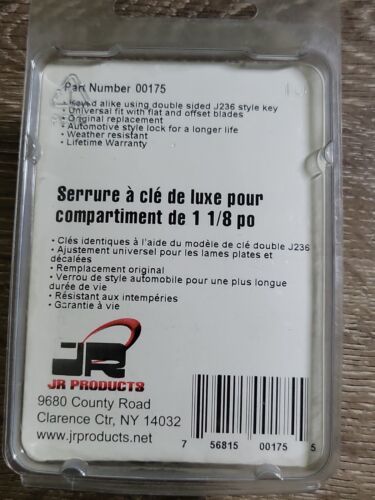 Part Number 00175
• Keyed alike using double sided J236 style key
• Universal fit with flat and offset blades
• Original replacement
• Automotive style lock for a longer life
• Weather resistant
• Lifetime Warranty
Serrure à clé de luxe pour
compartiment de 1 1/8 po
• Clés identiques à l'aide du modèle de clé double J236
• Ajustement universel pour les lames plates et
décalées
• Remplacement original
• Verrou de style automobile pour une plus longue
durée de vie
• Résistant aux intempéries
• Garantie à vie
JR
JR PRODUCTS
9680 County Road
Clarence Ctr, NY 14032
www.jrproducts.net
7 56815 00175 5